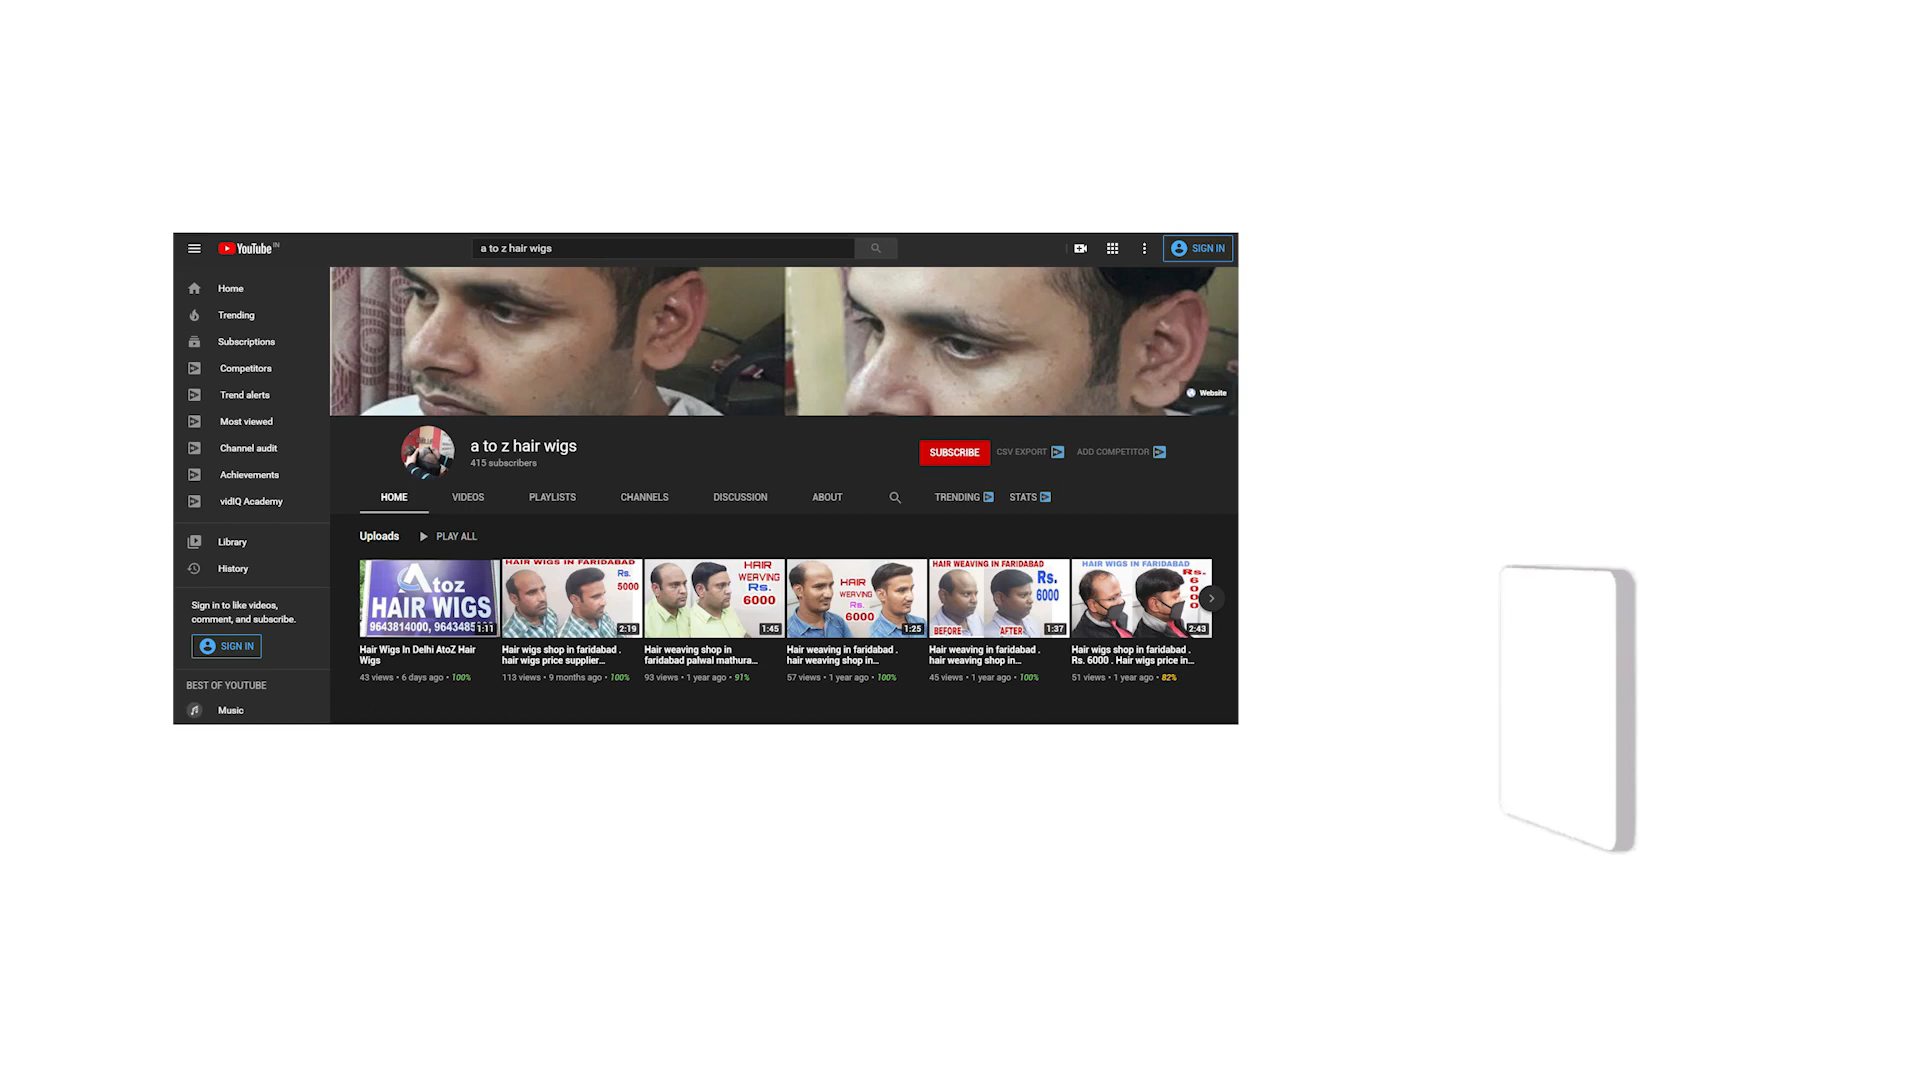 YouTube IN
a to z hair wigs
SIGN IN
Home
Trending
Subscriptions
Competitors
Trend alerts
Most viewed
Channel audit
Achievements
vidIQ Academy
Library
History
Sign in to like videos,
comment, and subscribe.
SIGN IN
BEST OF YOUTUBE
Music
Website
a to z hair wigs
415 subscribers
SUBSCRIBE
CSV EXPORT
ADD COMPETITOR
HOME VIDEOS PLAYLISTS CHANNELS DISCUSSION ABOUT TRENDING STATS
Uploads PLAY ALL
Atoz
HAIR WIGS
9643814000, 964348
1:11
Hair Wigs In Delhi AtoZ Hair
Wigs
43 views • 6 days ago • 100%
HAIR WIGS IN FARIDABAD
Rs.
5000
2:19
Hair wigs shop in faridabad .
hair wigs price supplier...
113 views • 9 months ago • 100%
HAIR
WERVING
Rs.
6000
1:45
Hair weaving shop in
faridabad palwal mathura...
93 views • 1 year ago • 91%
HAIR
WERVING
Rs.
6000
1:25
Hair weaving in faridabad .
hair weaving shop in...
57 views • 1 year ago • 100%
HAIR WEAVING IN FARIDABAD
Rs.
6000
BEFORE AFTER
1:37
Hair weaving in faridabad .
hair weaving shop in...
45 views • 1 year ago • 100%
HAIR WIGS IN FARIDABAD
Rs.
6
0
0
0
2:43
Hair wigs shop in faridabad .
Rs. 6000 . Hair wigs price in...
51 views • 1 year ago • 82%